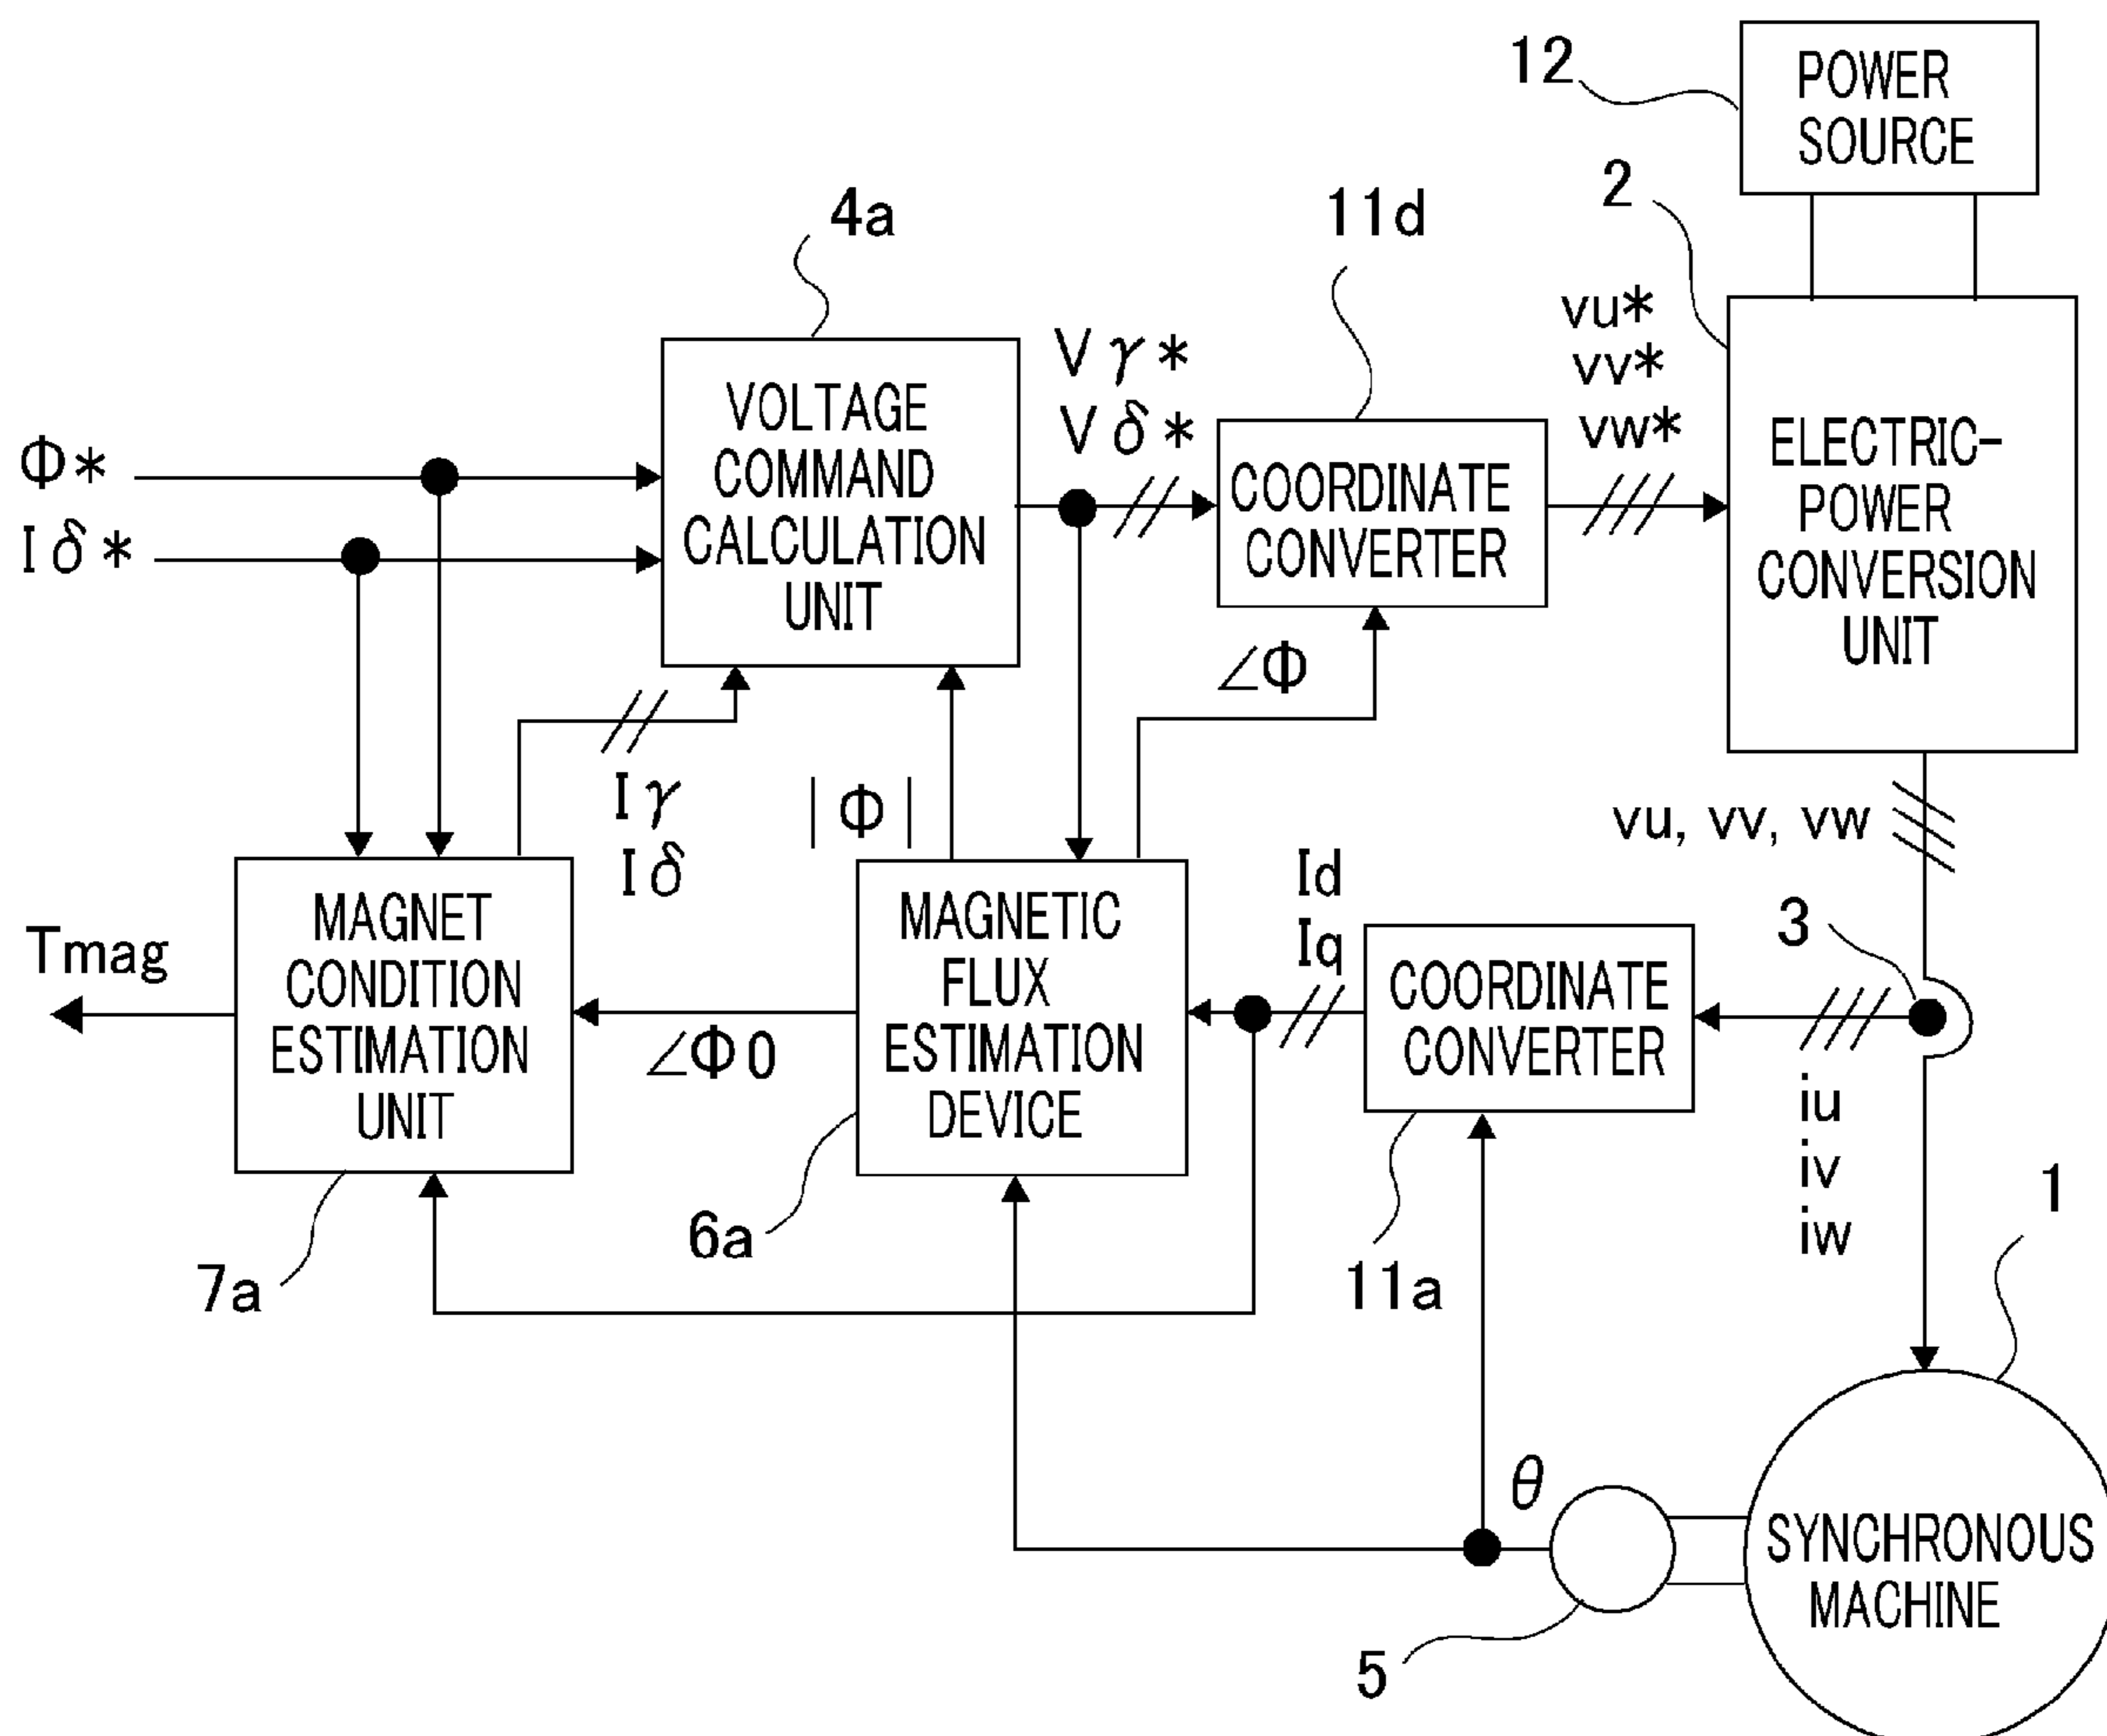 12
POWER
SOURCE
2
4a
11d
vu*
vv*
vw*
Vγ*
Vδ*
VOLTAGE
COMMAND
CALCULATION
UNIT
COORDINATE
CONVERTER
ELECTRIC-
POWER
CONVERSION
UNIT
Φ*
Iδ*
∠Φ
Iγ
Iδ
|Φ|
vu, vv, vw
Id
Iq
3
MAGNET
CONDITION
ESTIMATION
UNIT
MAGNETIC
FLUX
ESTIMATION
DEVICE
COORDINATE
CONVERTER
Tmag
∠Φ0
iu
iv
iw
1
6a
7a
11a
θ
SYNCHRONOUS
MACHINE
5